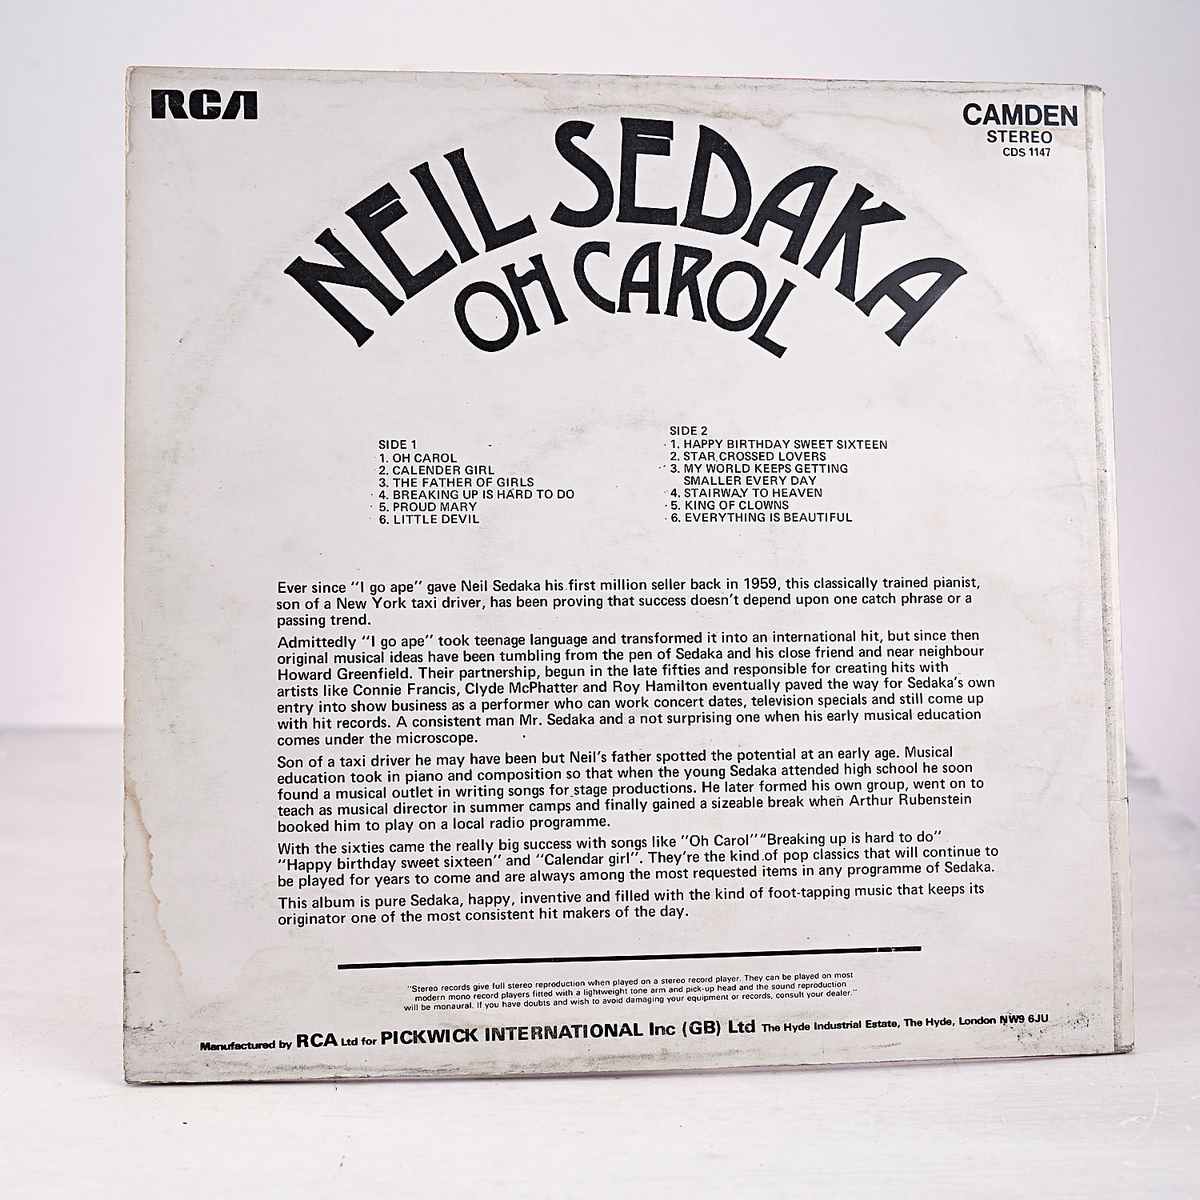 RCA
CAMDEN
STEREO
CDS 1147
NEIL SEDAKA
OH CAROL
SIDE 1
1. OH CAROL
2. CALENDER GIRL
3. THE FATHER OF GIRLS
4. BREAKING UP IS HARD TO DO
5. PROUD MARY
6. LITTLE DEVIL
SIDE 2
1. HAPPY BIRTHDAY SWEET SIXTEEN
2. STAR CROSSED LOVERS
3. MY WORLD KEEPS GETTING
SMALLER EVERY DAY
4. STAIRWAY TO HEAVEN
5. KING OF CLOWNS
6. EVERYTHING IS BEAUTIFUL
Ever since "I go ape" gave Neil Sedaka his first million seller back in 1959, this classically trained pianist,
son of a New York taxi driver, has been proving that success doesn't depend upon one catch phrase or a
passing trend.
Admittedly "I go ape" took teenage language and transformed it into an international hit, but since then
original musical ideas have been tumbling from the pen of Sedaka and his close friend and near neighbour
Howard Greenfield. Their partnership, begun in the late fifties and responsible for creating hits with
artists like Connie Francis, Clyde McPhatter and Roy Hamilton eventually paved the way for Sedaka's own
entry into show business as a performer who can work concert dates, television specials and still come up
with hit records. A consistent man Mr. Sedaka and a not surprising one when his early musical education
comes under the microscope.
Son of a taxi driver he may have been but Neil's father spotted the potential at an early age. Musical
education took in piano and composition so that when the young Sedaka attended high school he soon
found a musical outlet in writing songs for stage productions. He later formed his own group, went on to
teach as musical director in summer camps and finally gained a sizeable break when Arthur Rubenstein
booked him to play on a local radio programme.
With the sixties came the really big success with songs like "Oh Carol" "Breaking up is hard to do"
"Happy birthday sweet sixteen" and "Calendar girl". They're the kind of pop classics that will continue to
be played for years to come and are always among the most requested items in any programme of Sedaka.
This album is pure Sedaka, happy, inventive and filled with the kind of foot-tapping music that keeps its
originator one of the most consistent hit makers of the day.
"Stereo records give full stereo reproduction when played on a stereo record player. They can be played on most
modern mono record players fitted with a lightweight tone arm and pick-up head and the sound reproduction
will be monaural. If you have doubts and wish to avoid damaging your equipment or records, consult your dealer."
Manufactured by RCA Ltd for PICKWICK INTERNATIONAL Inc (GB) Ltd The Hyde Industrial Estate, The Hyde, London NW9 6JU